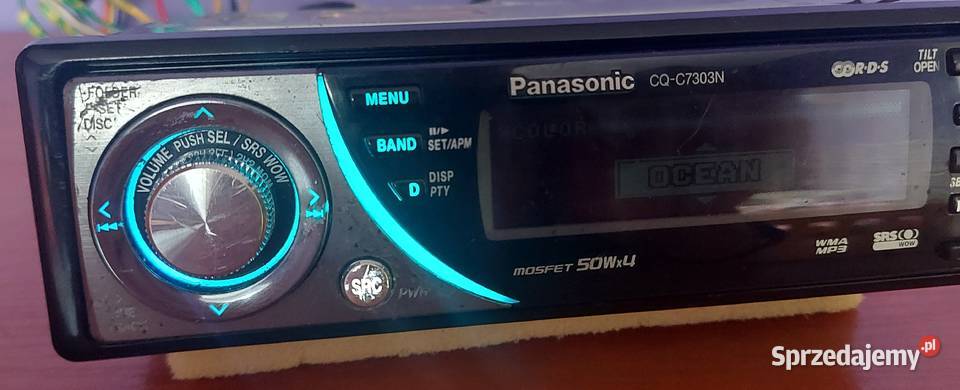 FOLDER
DISC
VOLUME PUSH SEL / SRS WOW
MENU
BAND
SET/APM
D
DISP
PTY
SRC
PWR
Panasonic CQ-C7303N
R·D·S
TILT
OPEN
COLOR
OCEAN
MOSFET 50Wx4
WMA
MP3
SRS
WOW
Sprzedajemy.pl